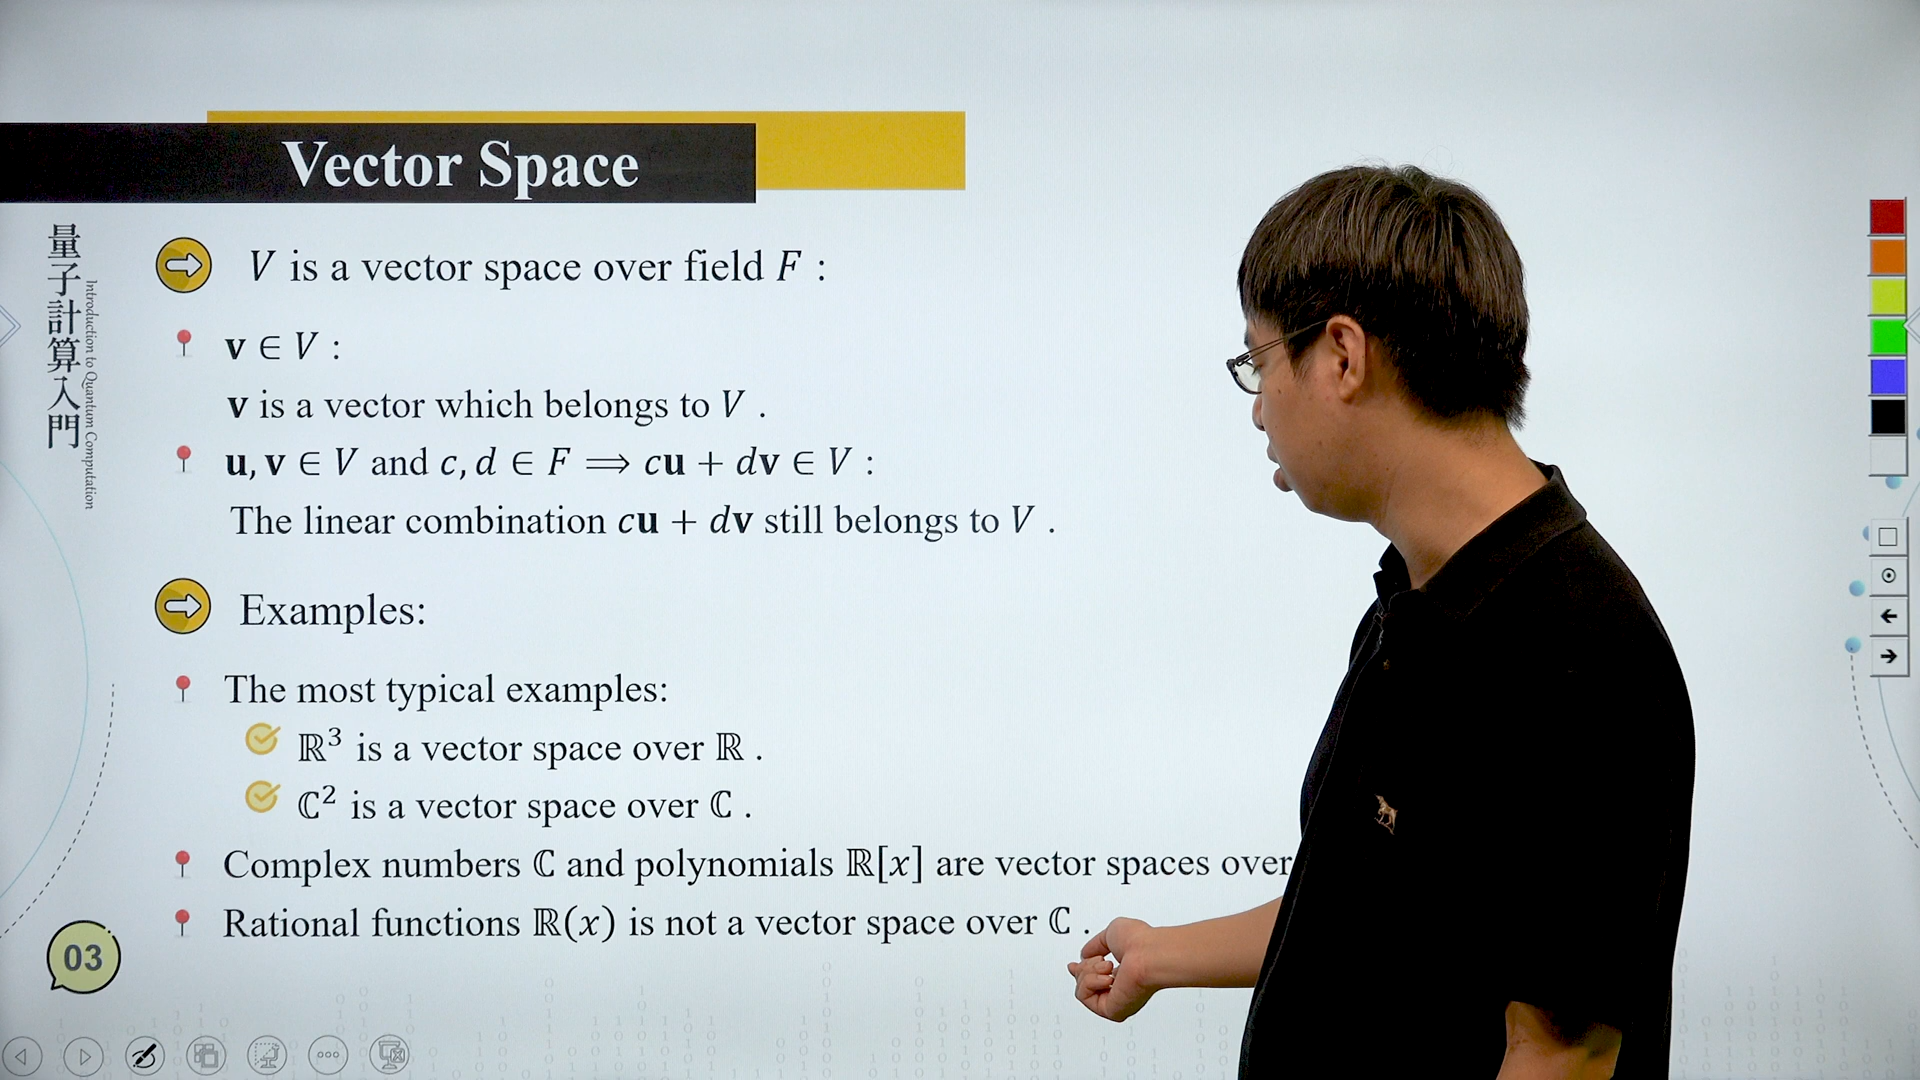 Vector Space
量子計算入門
Introduction to Quantum Computation
V is a vector space over field F :
v ∈ V :
v is a vector which belongs to V .
u, v ∈ V and c, d ∈ F ⟹ cu + dv ∈ V :
The linear combination cu + dv still belongs to V .
Examples:
The most typical examples:
ℝ³ is a vector space over ℝ .
ℂ² is a vector space over ℂ .
Complex numbers ℂ and polynomials ℝ[x] are vector spaces over
Rational functions ℝ(x) is not a vector space over ℂ .
03